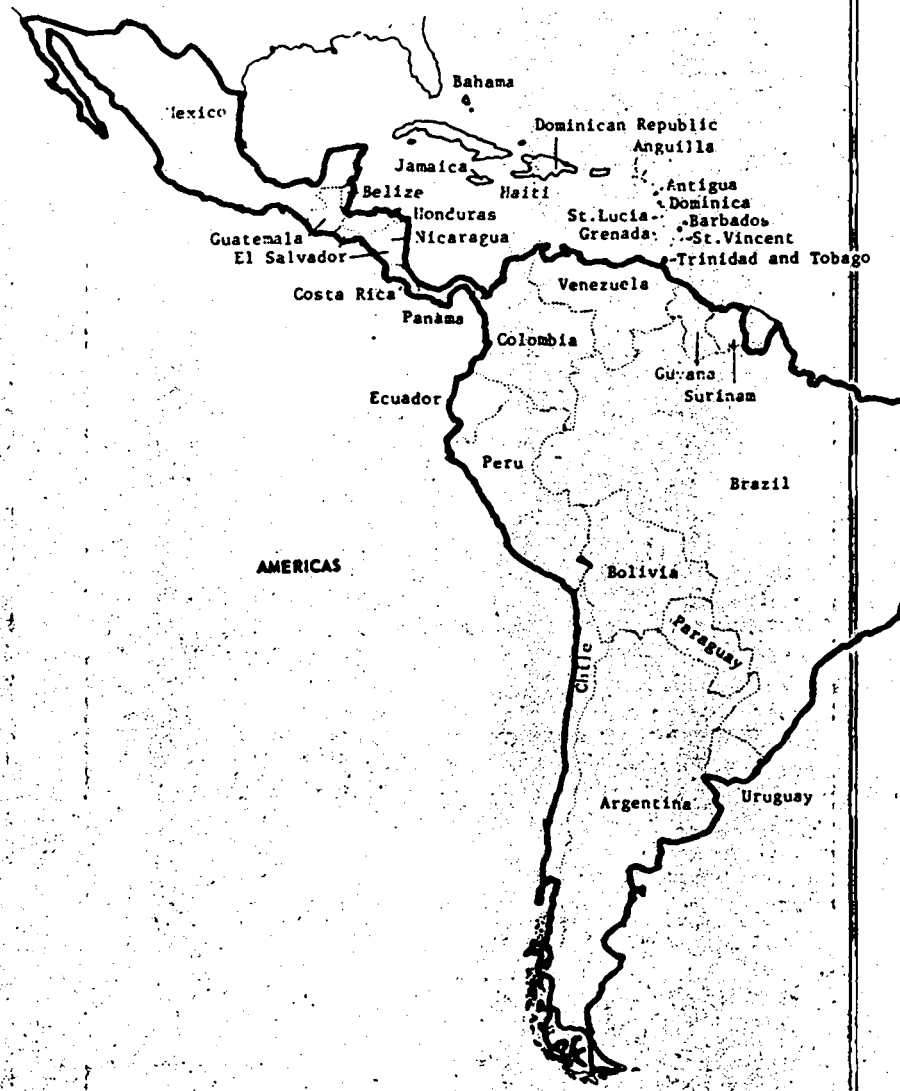 Bahama
Mexico
Dominican Republic
Anguilla
Jamaica
Haiti
Antigua
Dominica
Belize
Honduras
St.Lucia
Barbados
Guatemala
Nicaragua
Grenada
St.Vincent
El Salvador
Trinidad and Tobago
Costa Rica
Venezuela
Panama
Colombia
Guyana
Surinam
Ecuador
Peru
Brazil
AMERICAS
Bolivia
Paraguay
Chile
Argentina
Uruguay